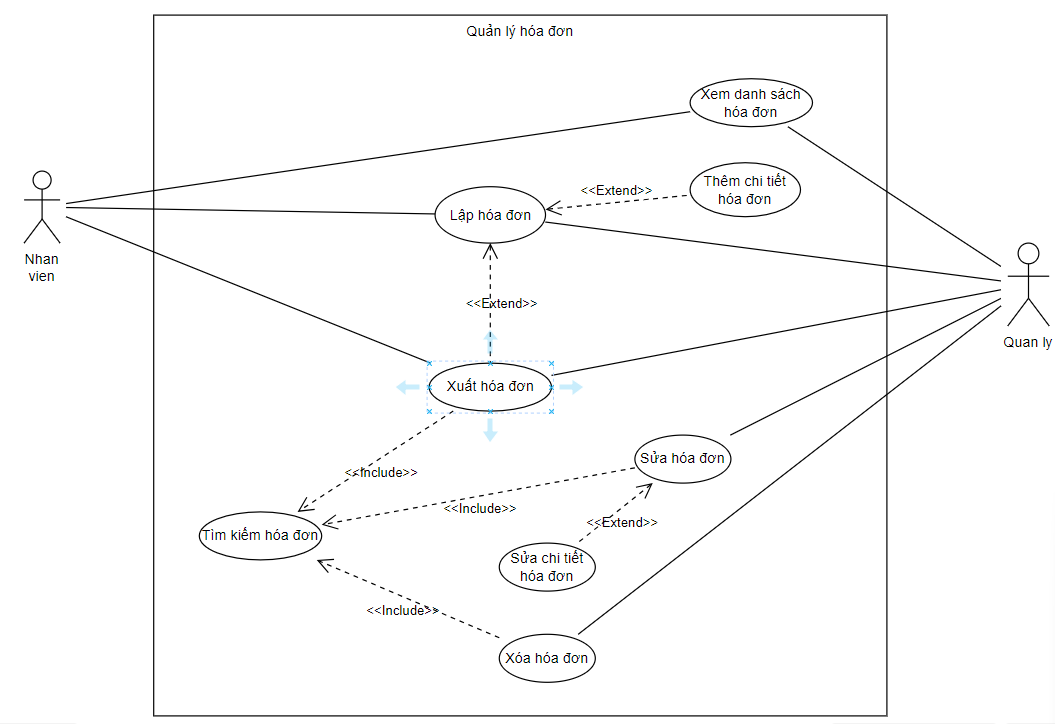 Quản lý hóa đơn
Xem danh sách
hóa đơn
<<Extend>>
Thêm chi tiết
hóa đơn
Lập hóa đơn
Nhan
vien
<<Extend>>
Quan ly
Xuất hóa đơn
<<Include>>
Sửa hóa đơn
<<Include>>
<<Extend>>
Tìm kiếm hóa đơn
Sửa chi tiết
hóa đơn
<<Include>>
Xóa hóa đơn